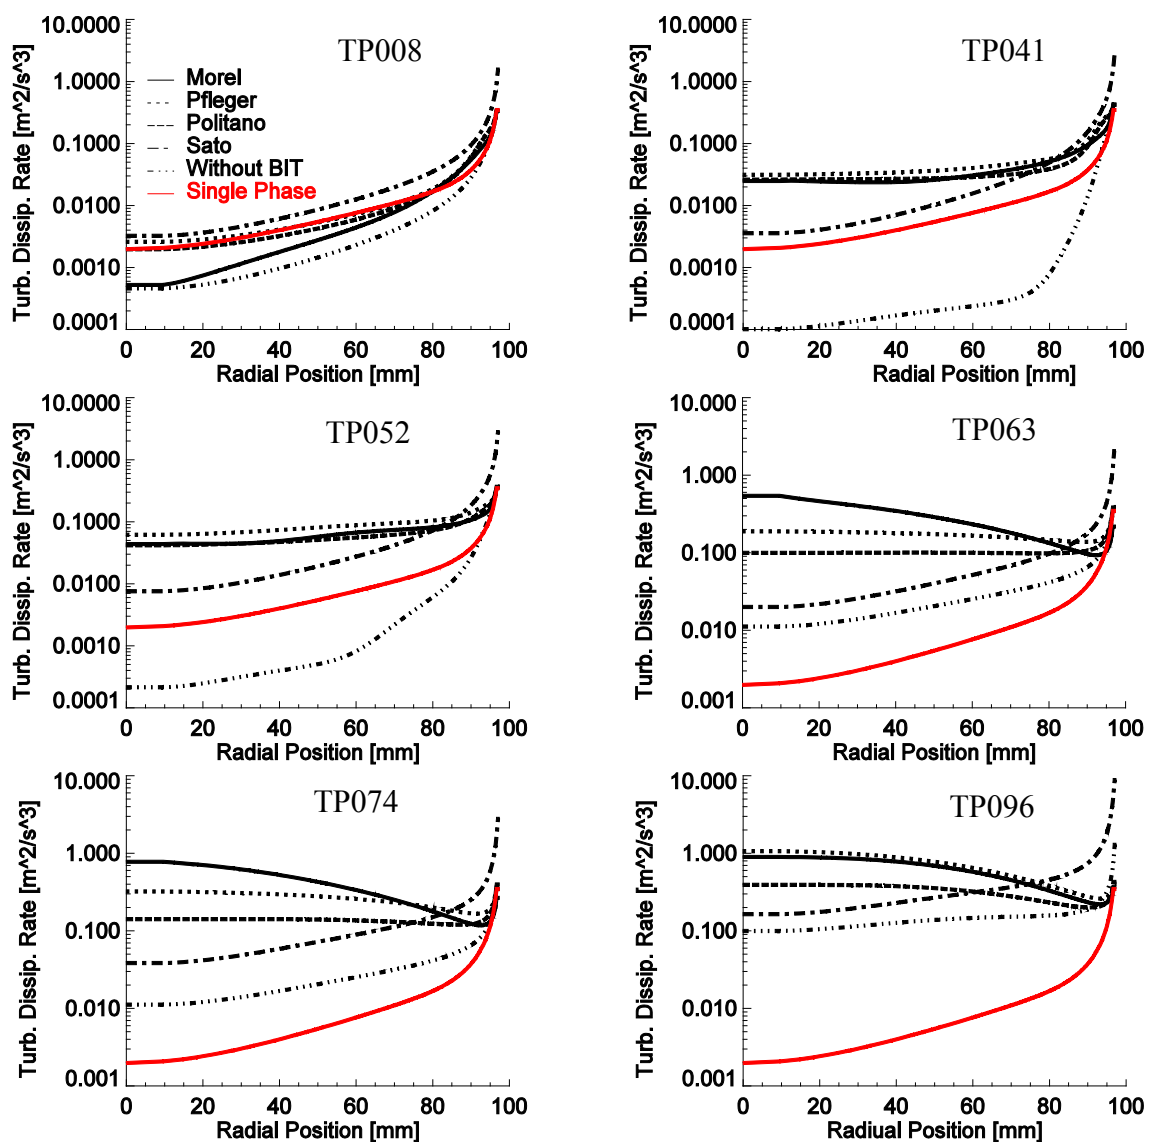 TP008
Turb. Dissip. Rate [m^2/s^3]
10.0000
1.0000
0.1000
0.0100
0.0010
0.0001
Morel
Pfleger
Politano
Sato
Without BIT
Single Phase
0 20 40 60 80 100
Radial Position [mm]
TP041
Turb. Dissip. Rate [m^2/s^3]
10.0000
1.0000
0.1000
0.0100
0.0010
0.0001
0 20 40 60 80 100
Radial Position [mm]
TP052
Turb. Dissip. Rate [m^2/s^3]
10.0000
1.0000
0.1000
0.0100
0.0010
0.0001
0 20 40 60 80 100
Radial Position [mm]
TP063
Turb. Dissip. Rate [m^2/s^3]
10.000
1.000
0.100
0.010
0.001
0 20 40 60 80 100
Radial Position [mm]
TP074
Turb. Dissip. Rate [m^2/s^3]
10.000
1.000
0.100
0.010
0.001
0 20 40 60 80 100
Radial Position [mm]
TP096
Turb. Dissip. Rate [m^2/s^3]
10.000
1.000
0.100
0.010
0.001
0 20 40 60 80 100
Radiual Position [mm]